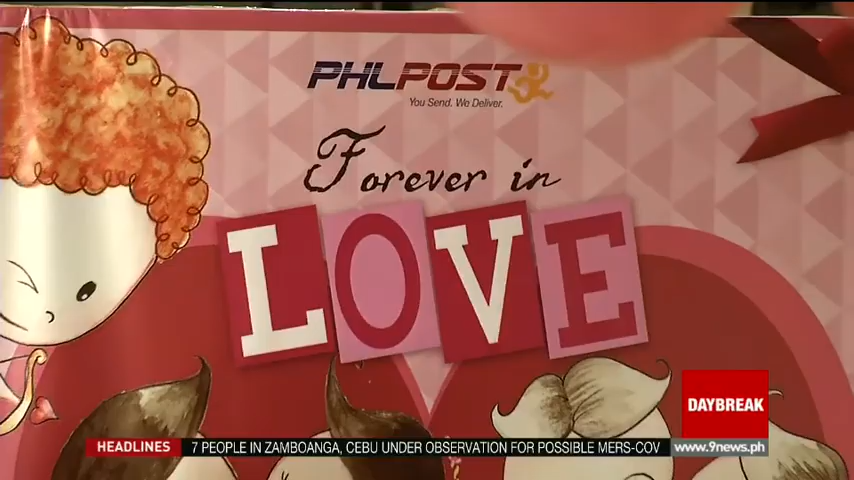 PHLPOST
You Send. We Deliver.
Forever in
LOVE
DAYBREAK
HEADLINES 7 PEOPLE IN ZAMBOANGA, CEBU UNDER OBSERVATION FOR POSSIBLE MERS-COV www.9news.ph